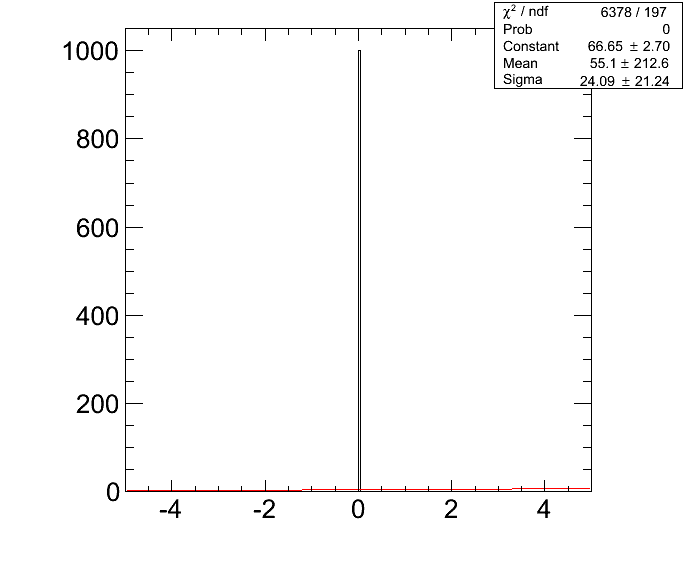 χ² / ndf 6378 / 197
Prob 0
Constant 66.65 ± 2.70
Mean 55.1 ± 212.6
Sigma 24.09 ± 21.24
1000
800
600
400
200
0
-4 -2 0 2 4